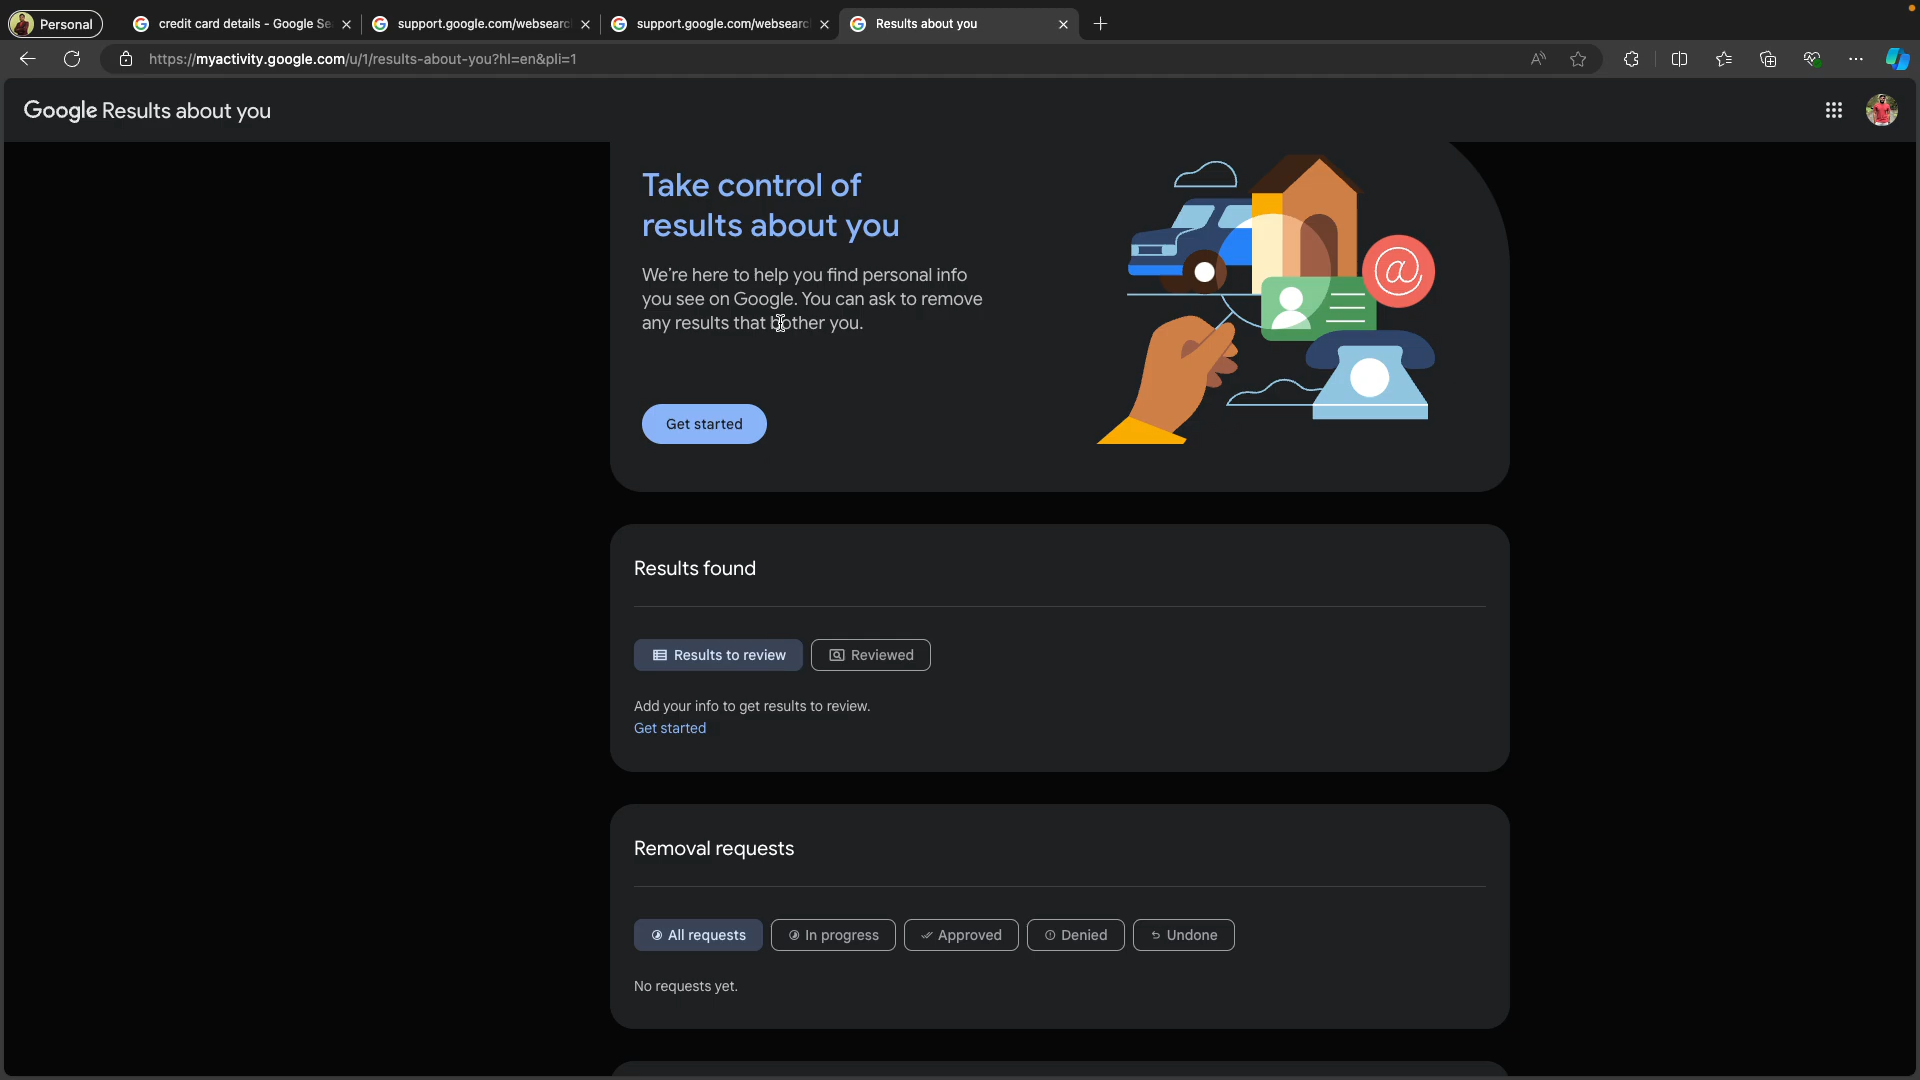 Personal
credit card details - Google Se
support.google.com/websearc
support.google.com/websearc
Results about you
https://myactivity.google.com/u/1/results-about-you?hl=en&pli=1
Google Results about you
Take control of
results about you
We're here to help you find personal info
you see on Google. You can ask to remove
any results that bother you.
@
Get started
Results found
Results to review
Reviewed
Add your info to get results to review.
Get started
Removal requests
All requests
In progress
Approved
Denied
Undone
No requests yet.